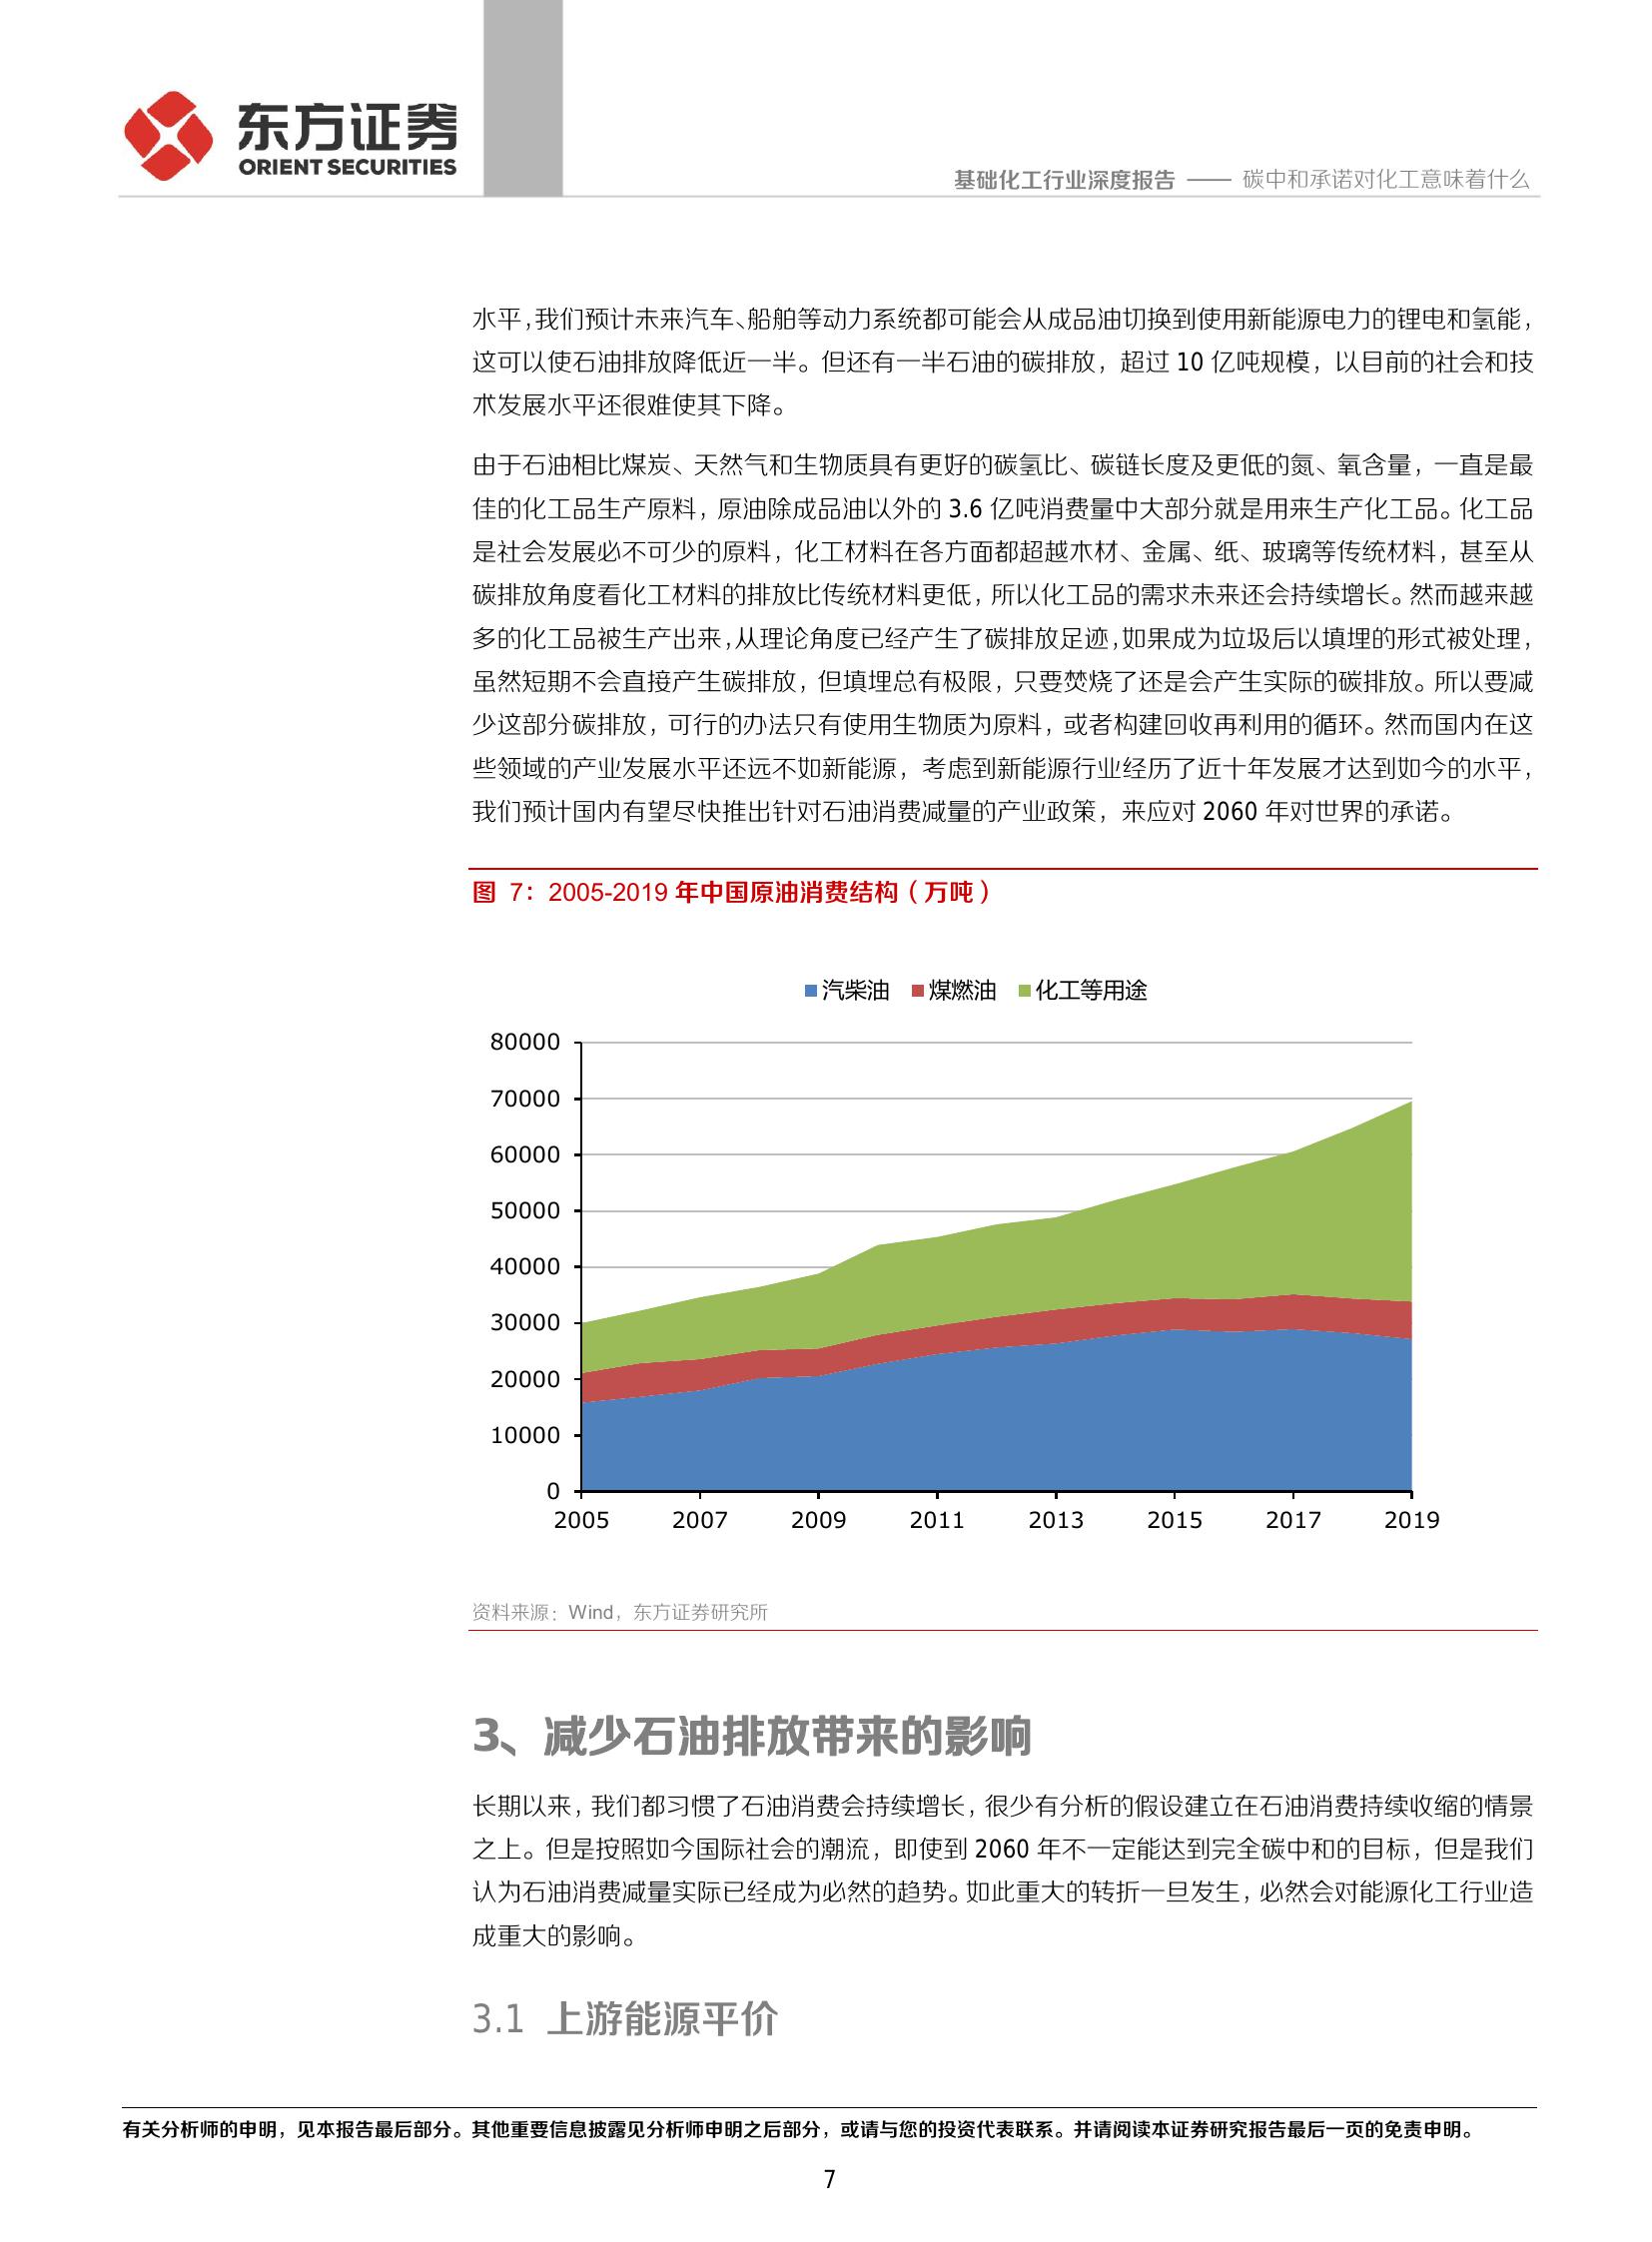 东方证券
ORIENT SECURITIES
基础化工行业深度报告 —— 碳中和承诺对化工意味着什么
水平，我们预计未来汽车、船舶等动力系统都可能会从成品油切换到使用新能源电力的锂电和氢能，
这可以使石油排放降低近一半。但还有一半石油的碳排放，超过 10 亿吨规模，以目前的社会和技
术发展水平还很难使其下降。
由于石油相比煤炭、天然气和生物质具有更好的碳氢比、碳链长度及更低的氮、氧含量，一直是最
佳的化工品生产原料，原油除成品油以外的 3.6 亿吨消费量中大部分就是用来生产化工品。化工品
是社会发展必不可少的原料，化工材料在各方面都超越木材、金属、纸、玻璃等传统材料，甚至从
碳排放角度看化工材料的排放比传统材料更低，所以化工品的需求未来还会持续增长。然而越来越
多的化工品被生产出来，从理论角度已经产生了碳排放足迹，如果成为垃圾后以填埋的形式被处理，
虽然短期不会直接产生碳排放，但填埋总有极限，只要焚烧了还是会产生实际的碳排放。所以要减
少这部分碳排放，可行的办法只有使用生物质为原料，或者构建回收再利用的循环。然而国内在这
些领域的产业发展水平还远不如新能源，考虑到新能源行业经历了近十年发展才达到如今的水平，
我们预计国内有望尽快推出针对石油消费减量的产业政策，来应对 2060 年对世界的承诺。
图 7：2005-2019 年中国原油消费结构（万吨）
汽柴油 煤燃油 化工等用途
80000
70000
60000
50000
40000
30000
20000
10000
0
2005 2007 2009 2011 2013 2015 2017 2019
资料来源：Wind，东方证券研究所
3、减少石油排放带来的影响
长期以来，我们都习惯了石油消费会持续增长，很少有分析的假设建立在石油消费持续收缩的情景
之上。但是按照如今国际社会的潮流，即使到 2060 年不一定能达到完全碳中和的目标，但是我们
认为石油消费减量实际已经成为必然的趋势。如此重大的转折一旦发生，必然会对能源化工行业造
成重大的影响。
3.1 上游能源平价
有关分析师的申明，见本报告最后部分。其他重要信息披露见分析师申明之后部分，或请与您的投资代表联系。并请阅读本证券研究报告最后一页的免责申明。
7